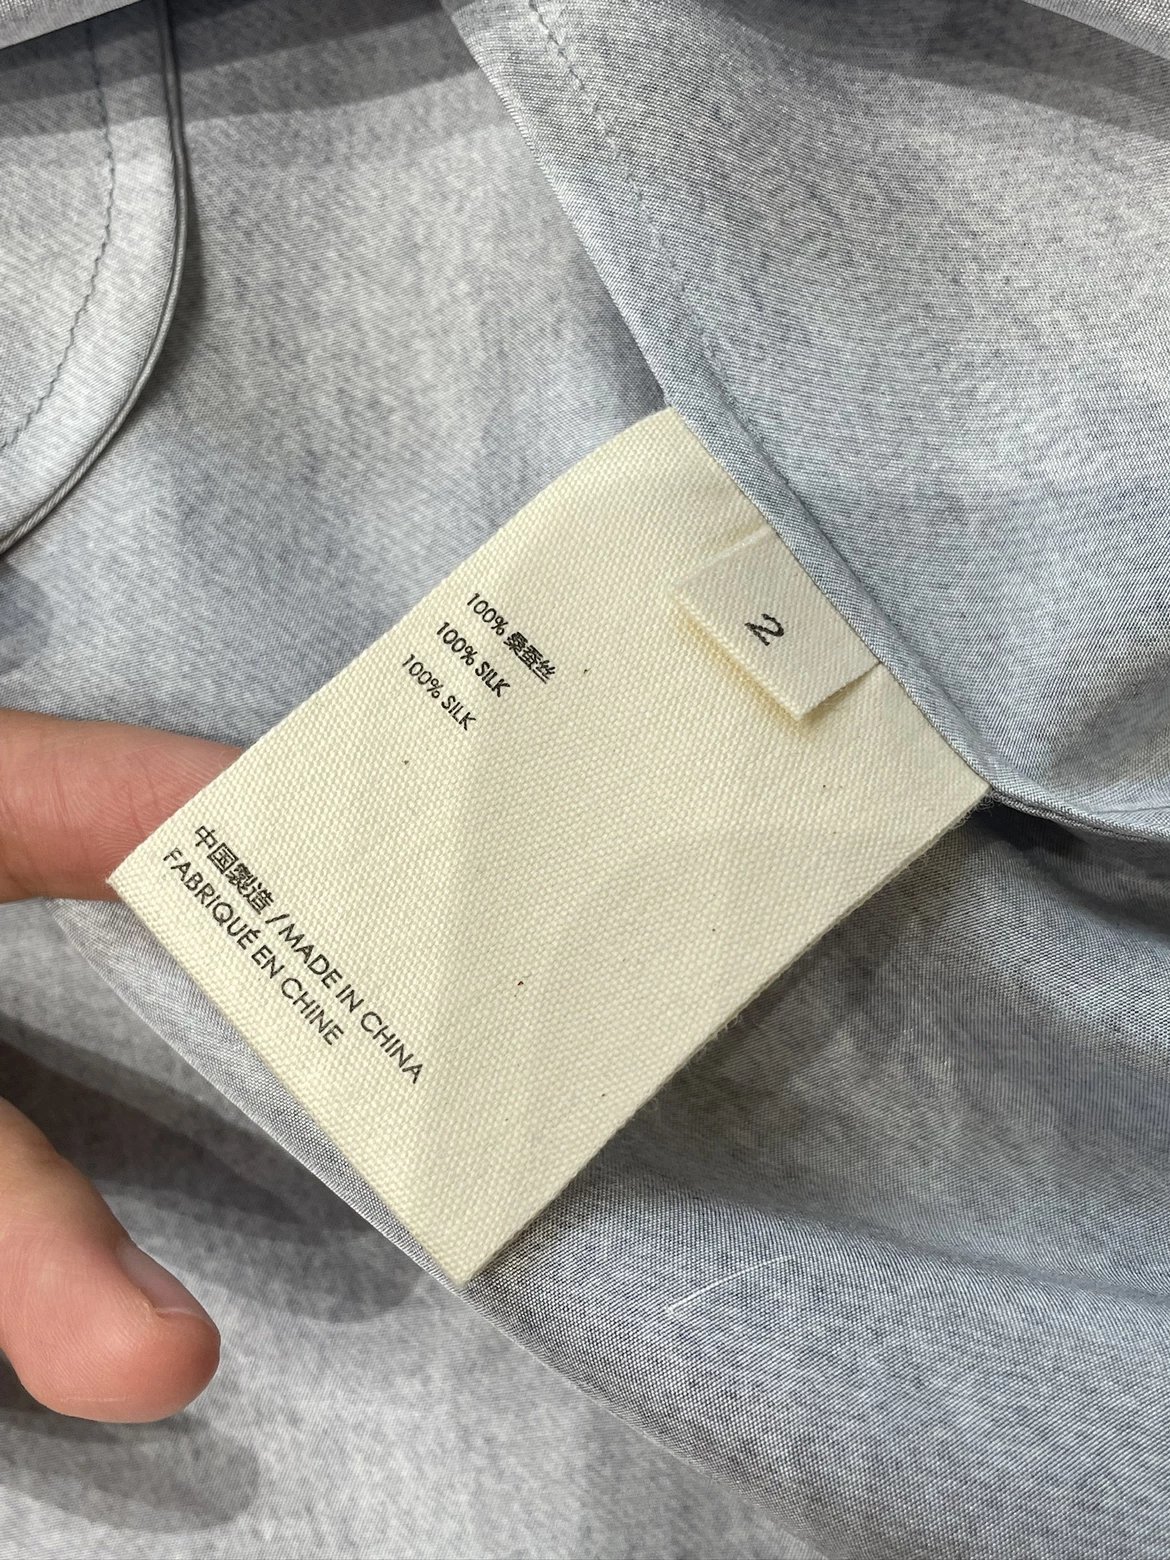 2
100% 桑蚕丝
100% SILK
100% SILK
中国製造 / MADE IN CHINA
FABRIQUÉ EN CHINE